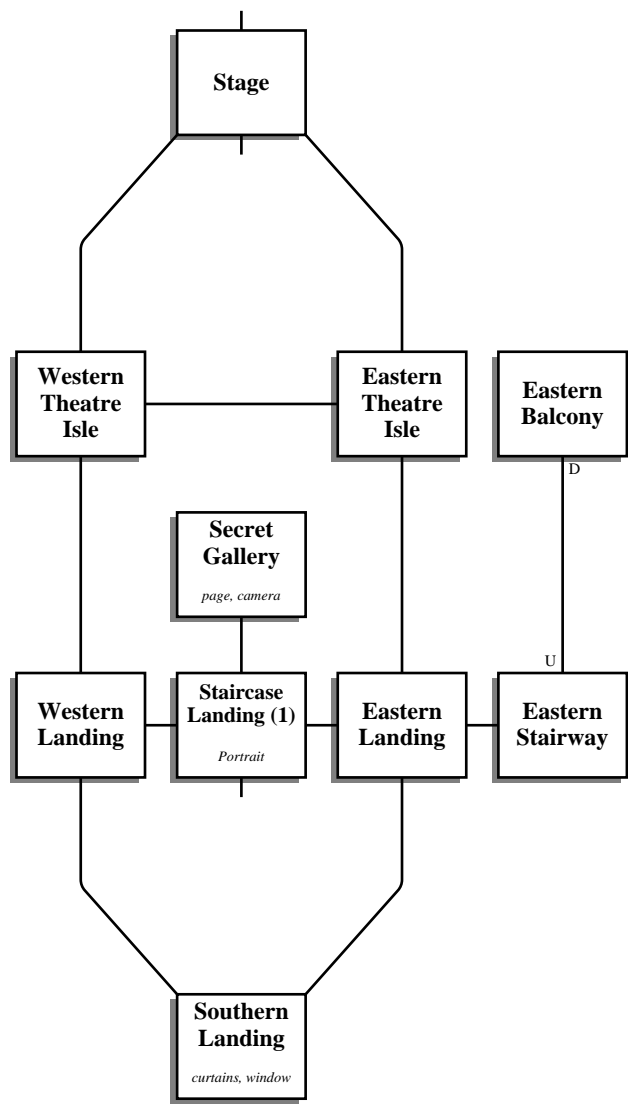 Stage
Western
Theatre
Isle
Eastern
Theatre
Isle
Eastern
Balcony
D
Secret
Gallery
page, camera
U
Western
Landing
Staircase
Landing (1)
Portrait
Eastern
Landing
Eastern
Stairway
Southern
Landing
curtains, window